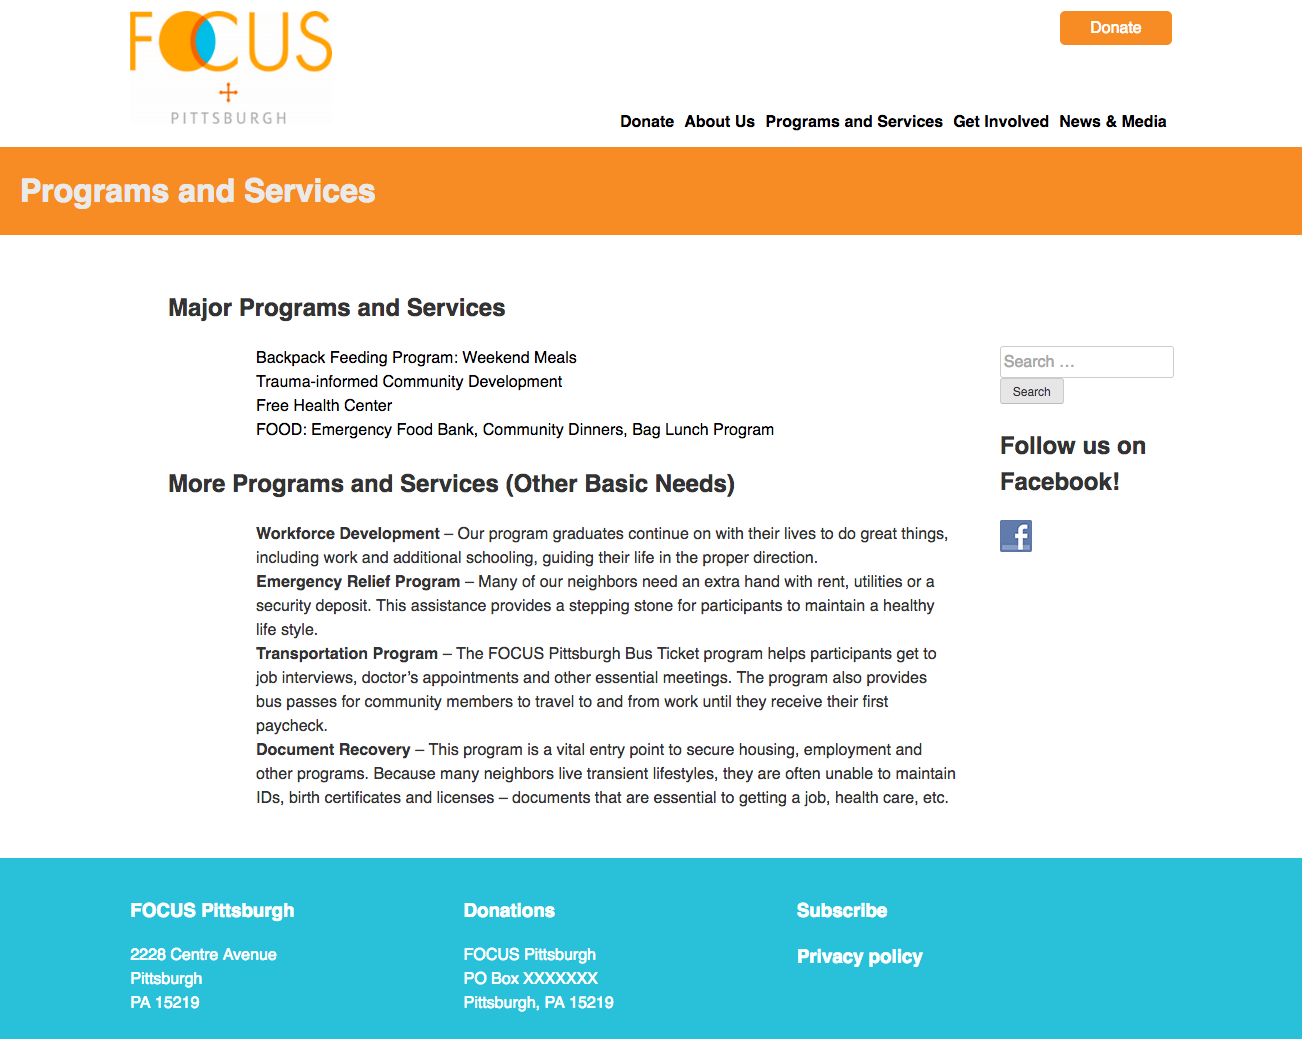 FOCUS
PITTSBURGH
Donate
Donate About Us Programs and Services Get Involved News & Media
Programs and Services
Major Programs and Services
Backpack Feeding Program: Weekend Meals
Trauma-informed Community Development
Free Health Center
FOOD: Emergency Food Bank, Community Dinners, Bag Lunch Program
More Programs and Services (Other Basic Needs)
Workforce Development – Our program graduates continue on with their lives to do great things,
including work and additional schooling, guiding their life in the proper direction.
Emergency Relief Program – Many of our neighbors need an extra hand with rent, utilities or a
security deposit. This assistance provides a stepping stone for participants to maintain a healthy
life style.
Transportation Program – The FOCUS Pittsburgh Bus Ticket program helps participants get to
job interviews, doctor’s appointments and other essential meetings. The program also provides
bus passes for community members to travel to and from work until they receive their first
paycheck.
Document Recovery – This program is a vital entry point to secure housing, employment and
other programs. Because many neighbors live transient lifestyles, they are often unable to maintain
IDs, birth certificates and licenses – documents that are essential to getting a job, health care, etc.
Search …
Search
Follow us on
Facebook!
f
FOCUS Pittsburgh
2228 Centre Avenue
Pittsburgh
PA 15219
Donations
FOCUS Pittsburgh
PO Box XXXXXXX
Pittsburgh, PA 15219
Subscribe
Privacy policy